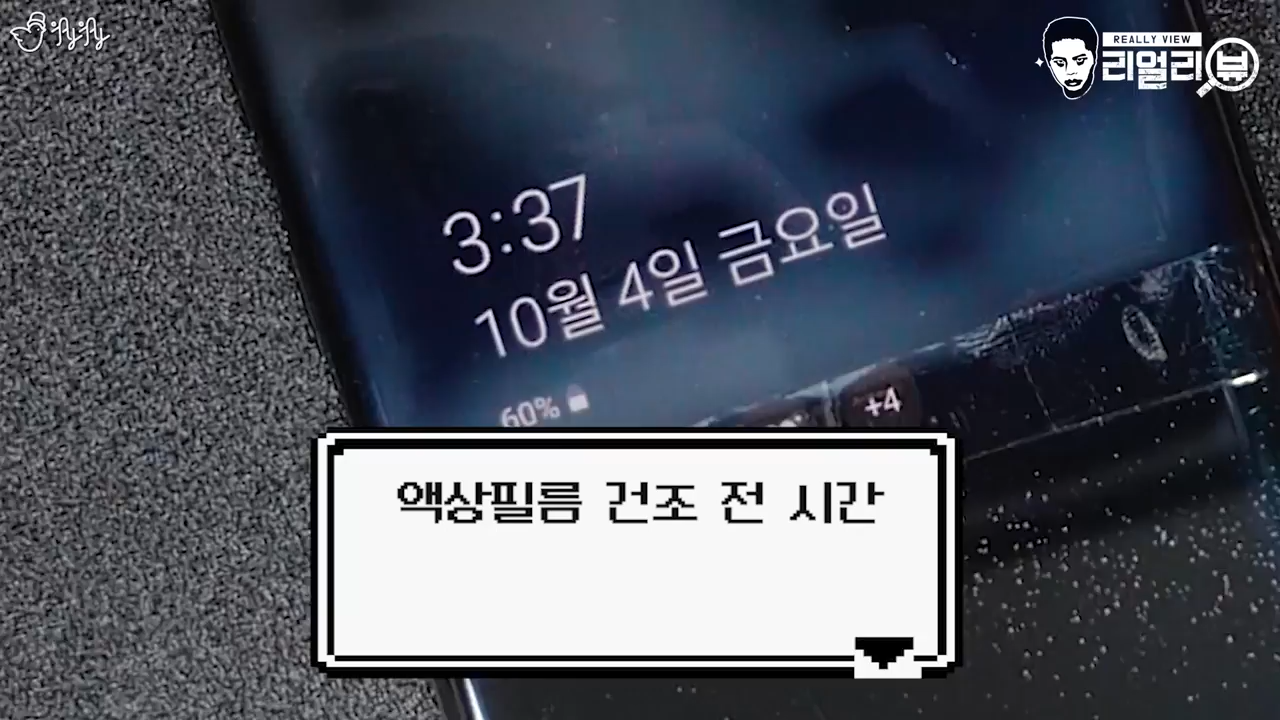 REALLY VIEW
리얼리뷰
3:37
10월 4일 금요일
60%
+4
액상필름 건조 전 시간